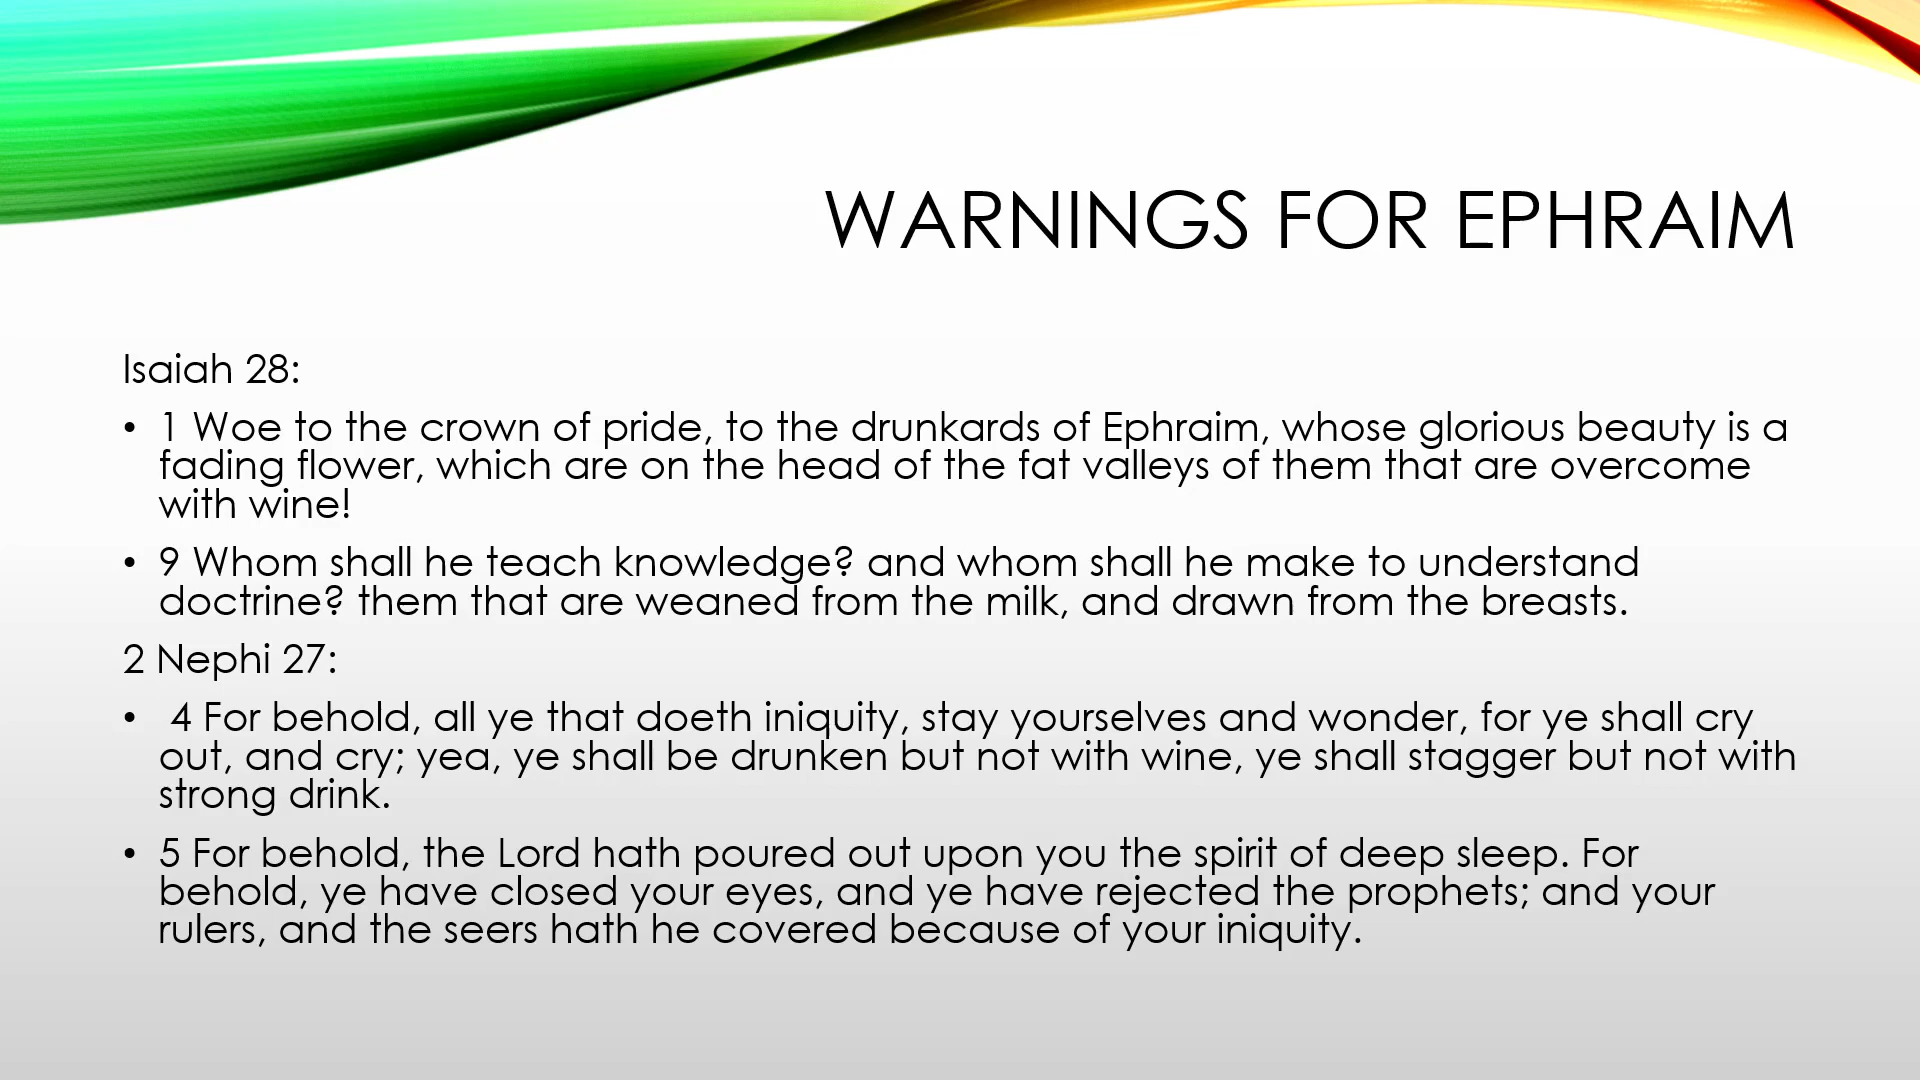 WARNINGS FOR EPHRAIM
Isaiah 28:
• 1 Woe to the crown of pride, to the drunkards of Ephraim, whose glorious beauty is a
fading flower, which are on the head of the fat valleys of them that are overcome
with wine!
• 9 Whom shall he teach knowledge? and whom shall he make to understand
doctrine? them that are weaned from the milk, and drawn from the breasts.
2 Nephi 27:
• 4 For behold, all ye that doeth iniquity, stay yourselves and wonder, for ye shall cry
out, and cry; yea, ye shall be drunken but not with wine, ye shall stagger but not with
strong drink.
• 5 For behold, the Lord hath poured out upon you the spirit of deep sleep. For
behold, ye have closed your eyes, and ye have rejected the prophets; and your
rulers, and the seers hath he covered because of your iniquity.